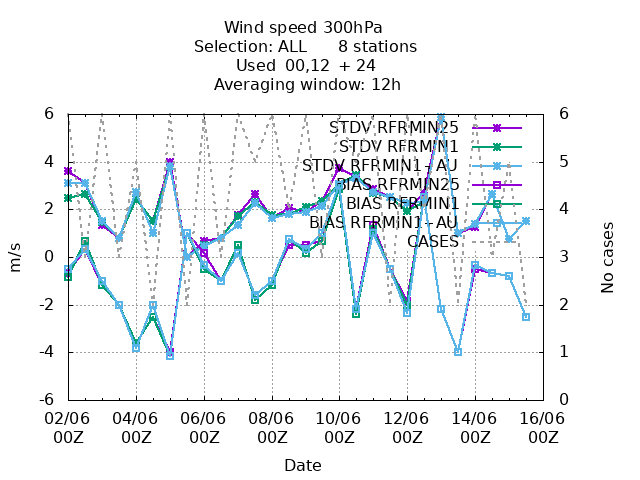 Wind speed 300hPa
Selection: ALL 8 stations
Used 00,12 + 24
Averaging window: 12h
6 6
STDV RFRMIN25
STDV RFRMIN1
4 5
STDV RFRMIN1-AU
BIAS RFRMIN25
BIAS RFRMIN1
2 4
BIAS RFRMIN1-AU
CASES
0 3
m/s
No cases
-2 2
-4 1
-6 0
02/06 04/06 06/06 08/06 10/06 12/06 14/06 16/06
00Z 00Z 00Z 00Z 00Z 00Z 00Z 00Z
Date